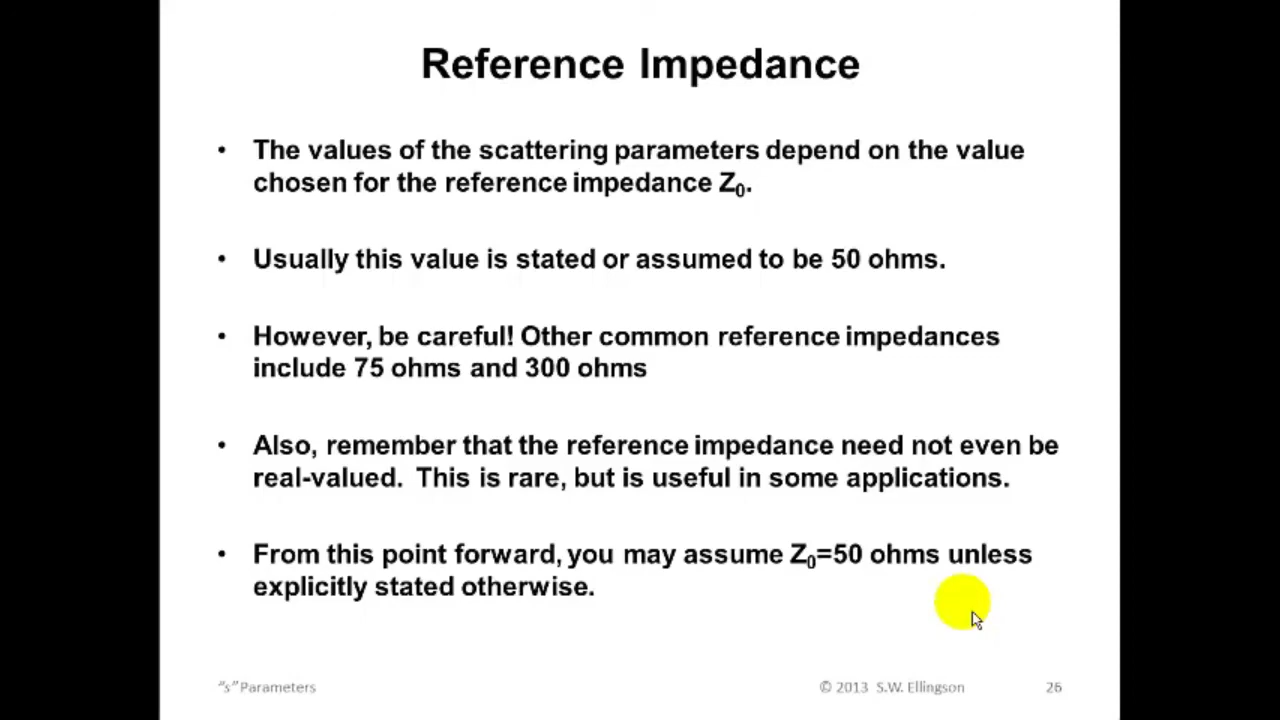 Reference Impedance
• The values of the scattering parameters depend on the value
chosen for the reference impedance Z₀.
• Usually this value is stated or assumed to be 50 ohms.
• However, be careful! Other common reference impedances
include 75 ohms and 300 ohms
• Also, remember that the reference impedance need not even be
real-valued.  This is rare, but is useful in some applications.
• From this point forward, you may assume Z₀=50 ohms unless
explicitly stated otherwise.
“s” Parameters
© 2013  S.W. Ellingson
26